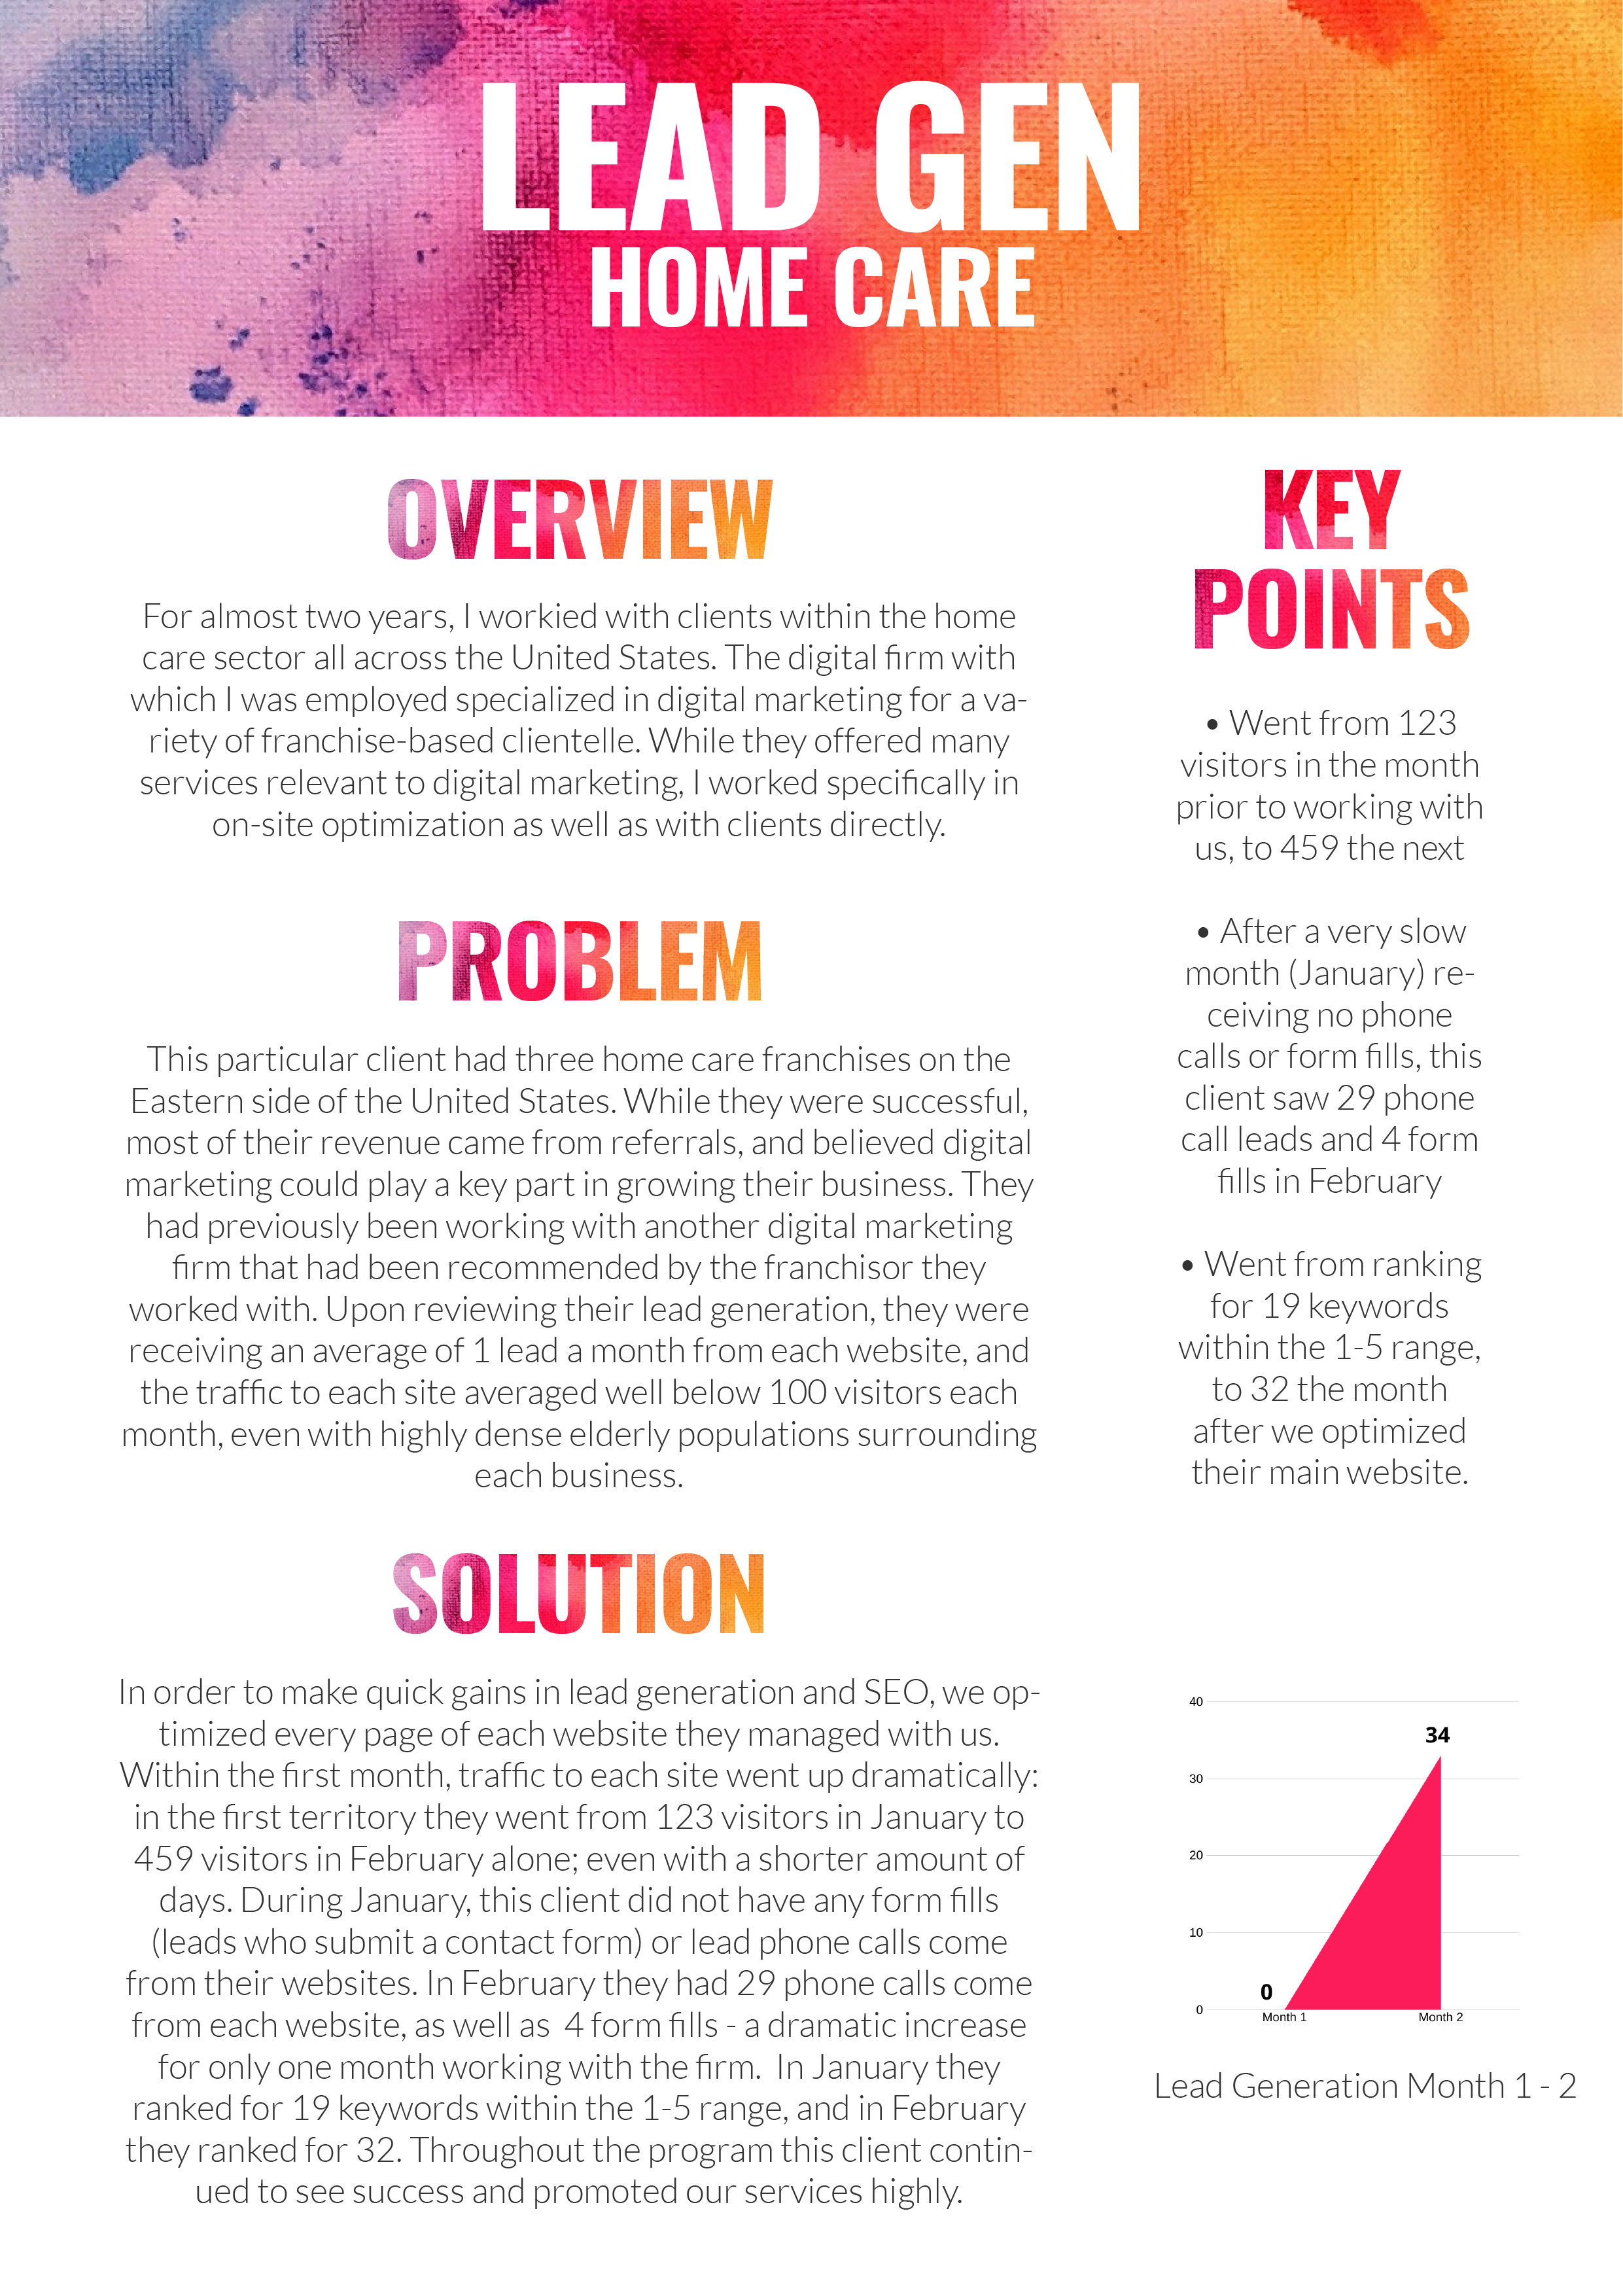 LEAD GEN
HOME CARE
OVERVIEW
For almost two years, I workied with clients within the home
care sector all across the United States. The digital firm with
which I was employed specialized in digital marketing for a va-
riety of franchise-based clientelle. While they offered many
services relevant to digital marketing, I worked specifically in
on-site optimization as well as with clients directly.
PROBLEM
This particular client had three home care franchises on the
Eastern side of the United States. While they were successful,
most of their revenue came from referrals, and believed digital
marketing could play a key part in growing their business. They
had previously been working with another digital marketing
firm that had been recommended by the franchisor they
worked with. Upon reviewing their lead generation, they were
receiving an average of 1 lead a month from each website, and
the traffic to each site averaged well below 100 visitors each
month, even with highly dense elderly populations surrounding
each business.
SOLUTION
In order to make quick gains in lead generation and SEO, we op-
timized every page of each website they managed with us.
Within the first month, traffic to each site went up dramatically:
in the first territory they went from 123 visitors in January to
459 visitors in February alone; even with a shorter amount of
days. During January, this client did not have any form fills
(leads who submit a contact form) or lead phone calls come
from their websites. In February they had 29 phone calls come
from each website, as well as  4 form fills - a dramatic increase
for only one month working with the firm.  In January they
ranked for 19 keywords within the 1-5 range, and in February
they ranked for 32. Throughout the program this client contin-
ued to see success and promoted our services highly.
KEY
POINTS
• Went from 123
visitors in the month
prior to working with
us, to 459 the next
• After a very slow
month (January) re-
ceiving no phone
calls or form fills, this
client saw 29 phone
call leads and 4 form
fills in February
• Went from ranking
for 19 keywords
within the 1-5 range,
to 32 the month
after we optimized
their main website.
40
34
30
20
10
0
0
Month 1 Month 2
Lead Generation Month 1 - 2